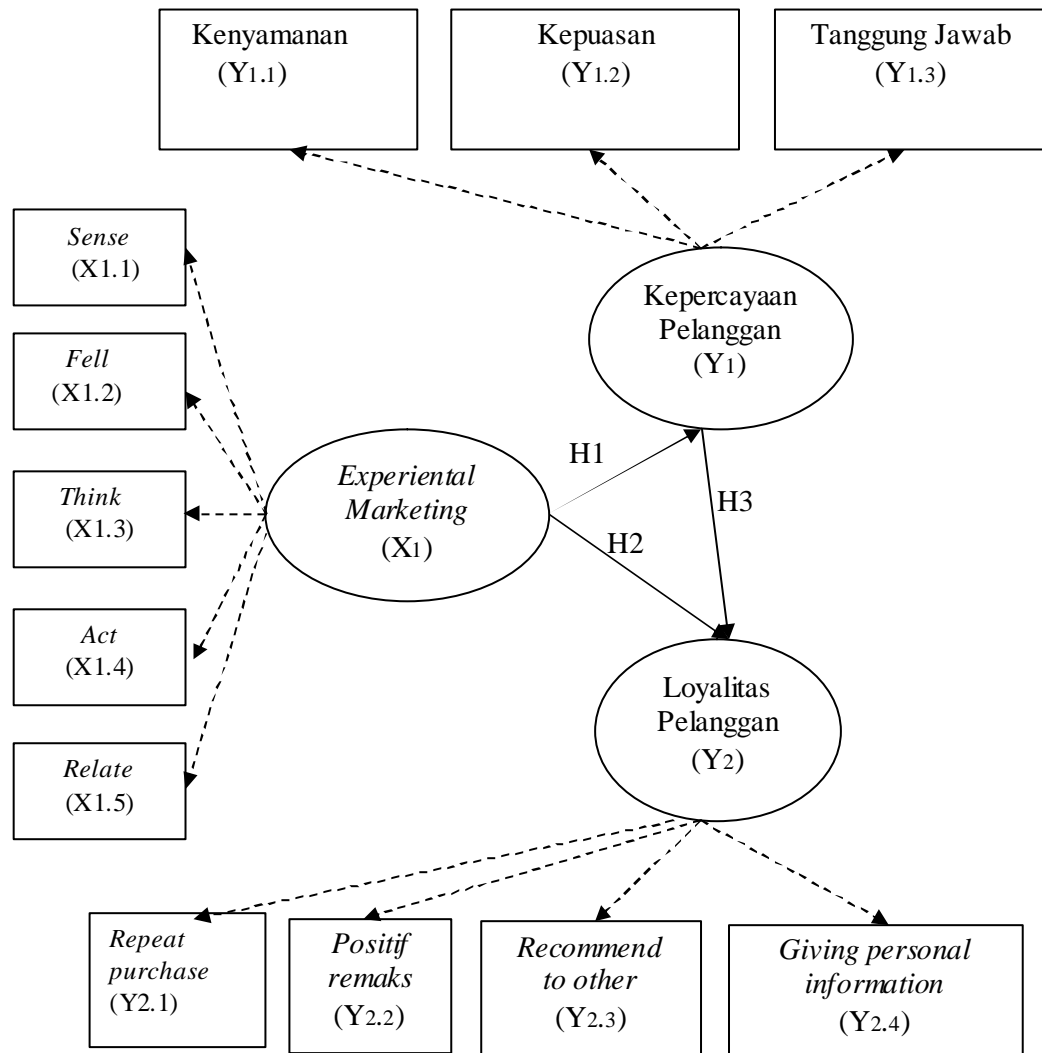 Kenyamanan
(Y1.1)
Kepuasan
(Y1.2)
Tanggung Jawab
(Y1.3)
Sense
(X1.1)
Fell
(X1.2)
Think
(X1.3)
Act
(X1.4)
Relate
(X1.5)
Experiental
Marketing
(X1)
Kepercayaan
Pelanggan
(Y1)
H1
H2
H3
Loyalitas
Pelanggan
(Y2)
Repeat
purchase
(Y2.1)
Positif
remaks
(Y2.2)
Recommend
to other
(Y2.3)
Giving personal
information
(Y2.4)